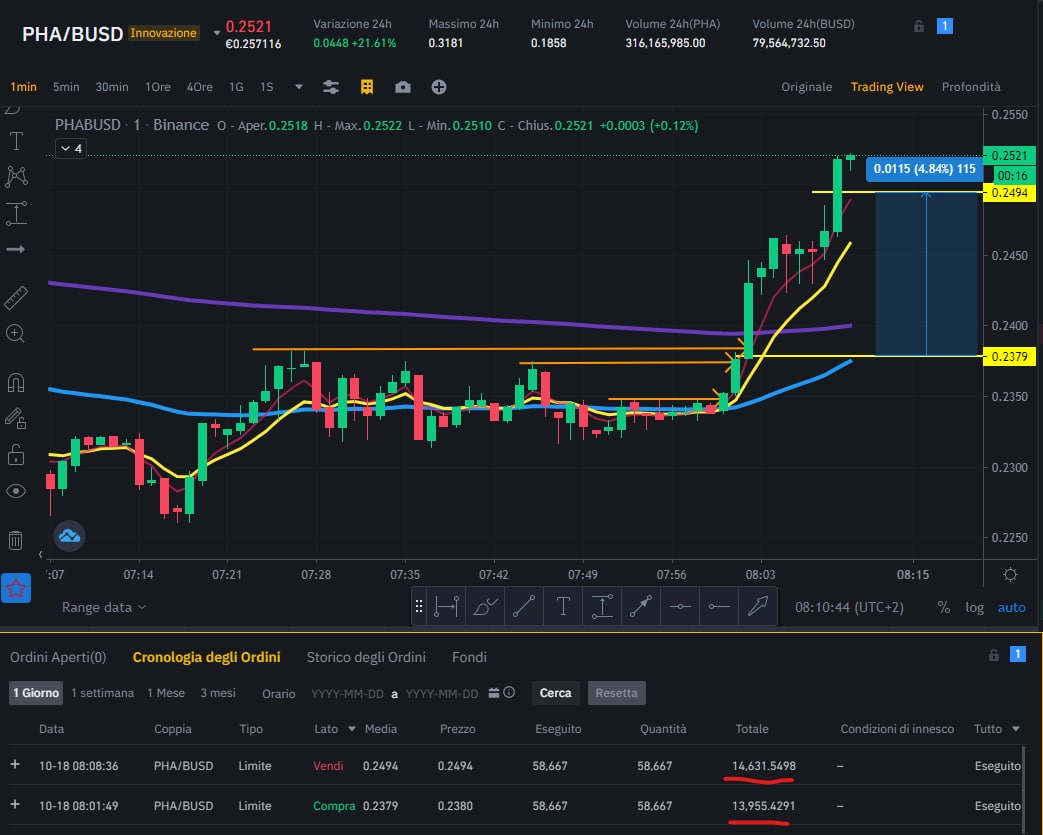 PHA/BUSD Innovazione 0.2521 Variazione 24h Massimo 24h Minimo 24h Volume 24h(PHA) Volume 24h(BUSD) 1
€0.257116 0.0448 +21.61% 0.3181 0.1858 316,165,985.00 79,564,732.50
1min 5min 30min 1Ore 4Ore 1G 1S Originale Trading View Profondità
PHABUSD · 1 · Binance O - Aper.0.2518 H - Max.0.2522 L - Min.0.2510 C - Chius.0.2521 +0.0003 (+0.12%)
4
0.2550
0.2521
0.0115 (4.84%) 115
00:16
0.2494
0.2450
0.2400
0.2379
0.2350
0.2300
0.2250
:07 07:14 07:21 07:28 07:35 07:42 07:49 07:56 08:03 08:15
Range data 08:10:44 (UTC+2) % log auto
Ordini Aperti(0) Cronologia degli Ordini Storico degli Ordini Fondi 1
1 Giorno 1 settimana 1 Mese 3 mesi Orario YYYY-MM-DD a YYYY-MM-DD Cerca Resetta
Data Coppia Tipo Lato Media Prezzo Eseguito Quantità Totale Condizioni di innesco Tutto
+ 10-18 08:08:36 PHA/BUSD Limite Vendi 0.2494 0.2494 58,667 58,667 14,631.5498 – Eseguito
+ 10-18 08:01:49 PHA/BUSD Limite Compra 0.2379 0.2380 58,667 58,667 13,955.4291 – Eseguito